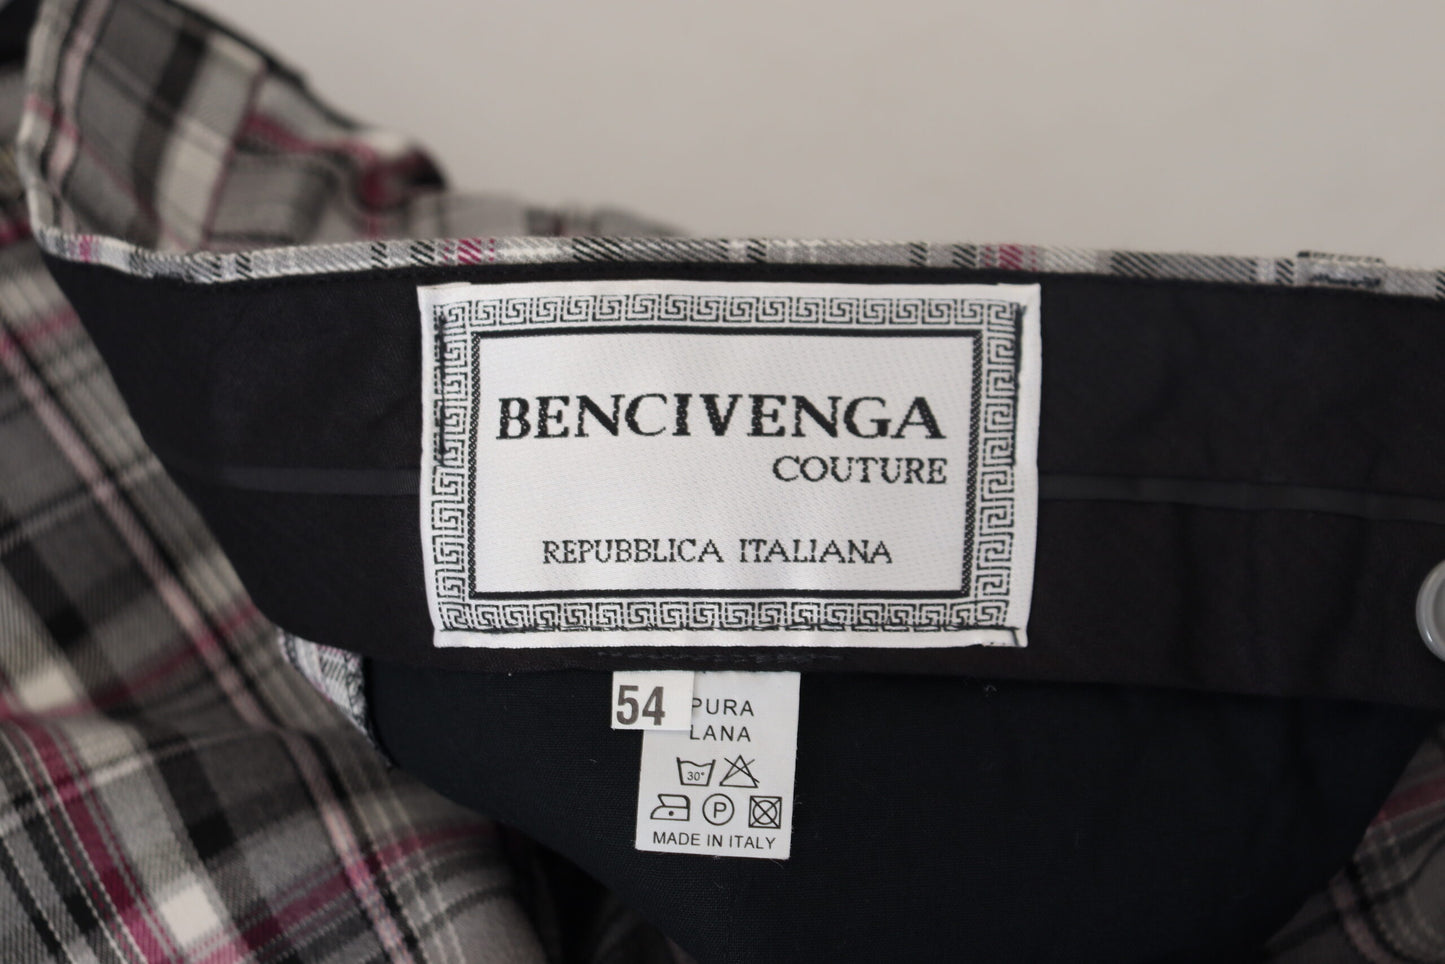 BENCIVENGA
COUTURE
REPUBBLICA ITALIANA
54
PURA
LANA
30°
P
MADE IN ITALY